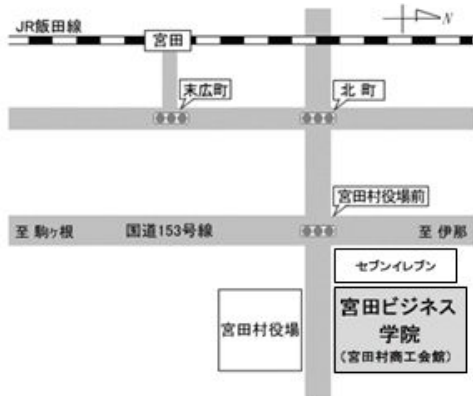 JR飯田線
N
宮田
末広町
北 町
宮田村役場前
至 駒ヶ根
国道153号線
至 伊那
セブンイレブン
宮田村役場
宮田ビジネス
学院
(宮田村商工会館)